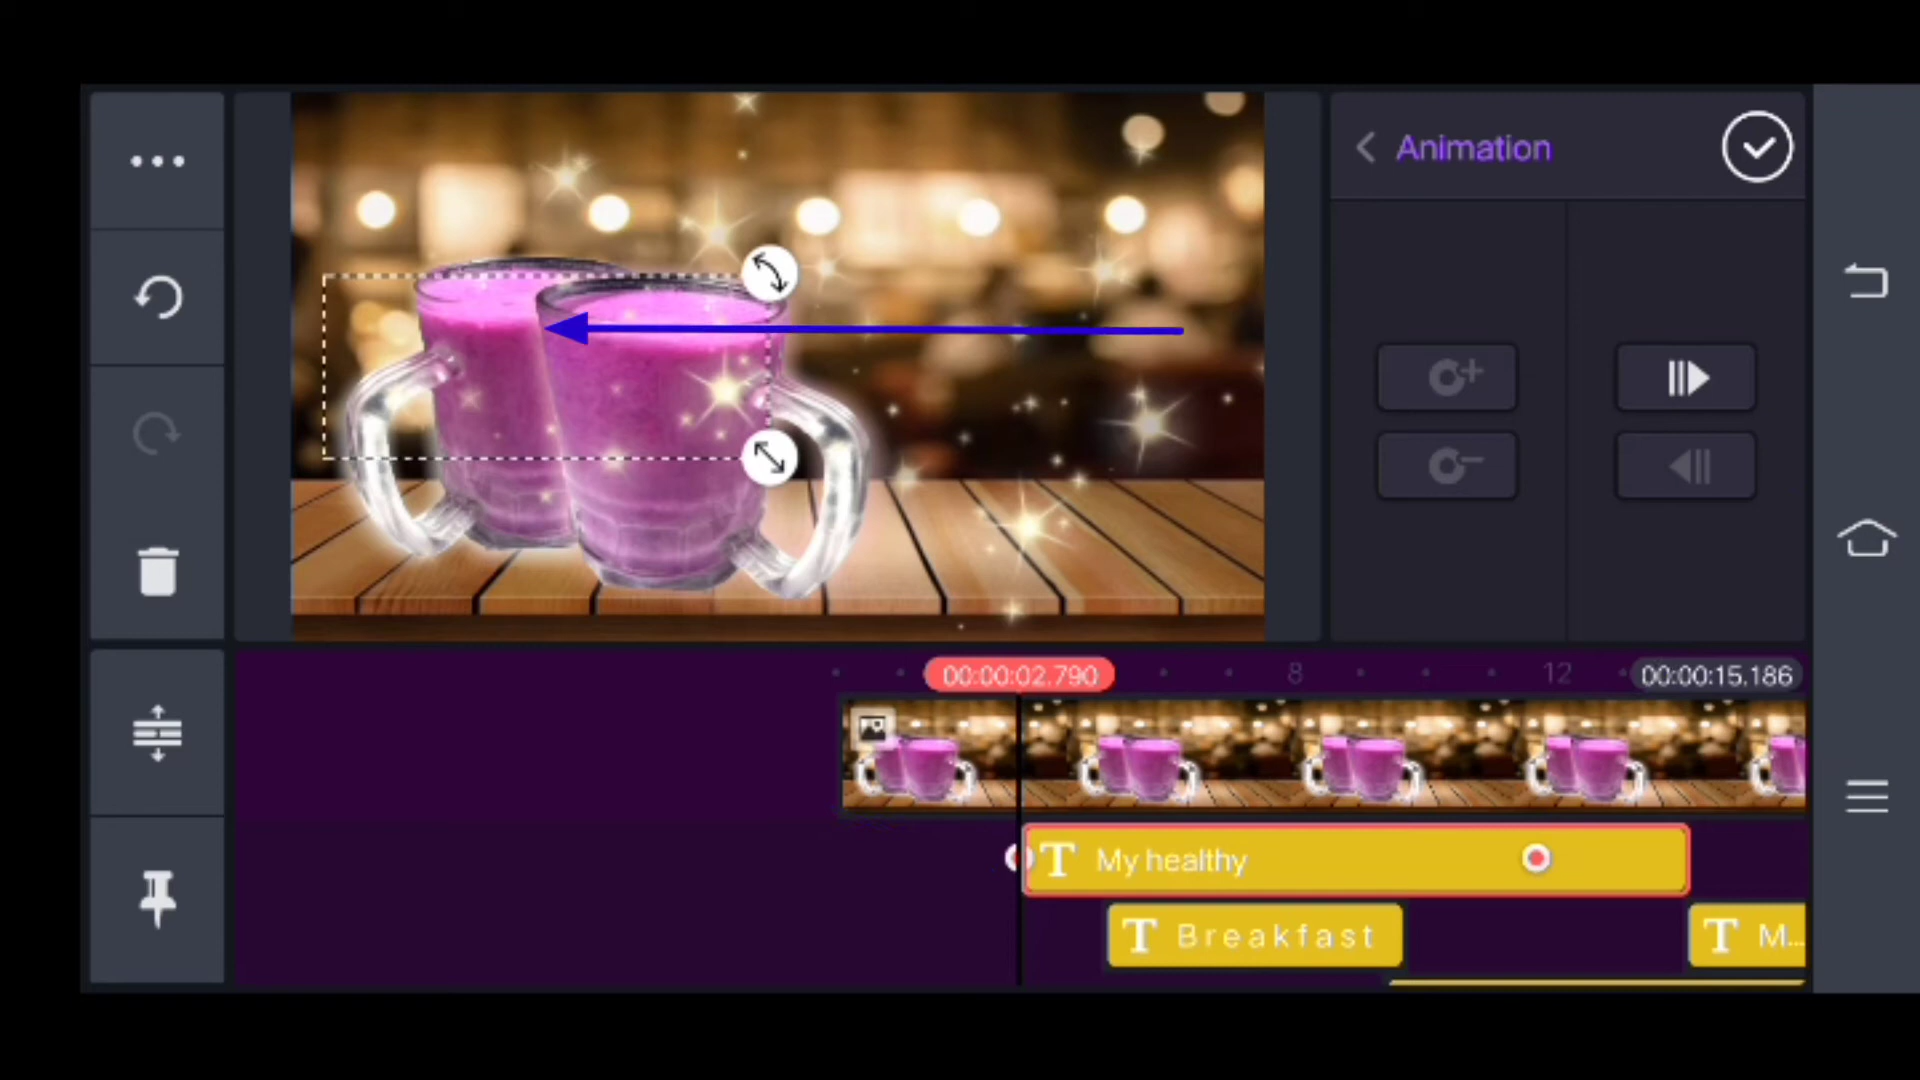 Animation
00:00:02.790
8
12
00:00:15.186
T My healthy
T Breakfast
T M...